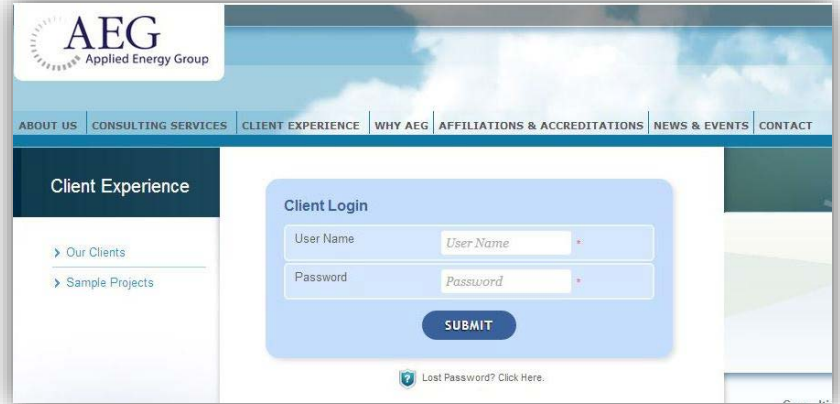 AEG
Applied Energy Group
ABOUT US CONSULTING SERVICES CLIENT EXPERIENCE WHY AEG AFFILIATIONS & ACCREDITATIONS NEWS & EVENTS CONTACT
Client Experience
Our Clients
Sample Projects
Client Login
User Name User Name *
Password Password *
SUBMIT
? Lost Password? Click Here.